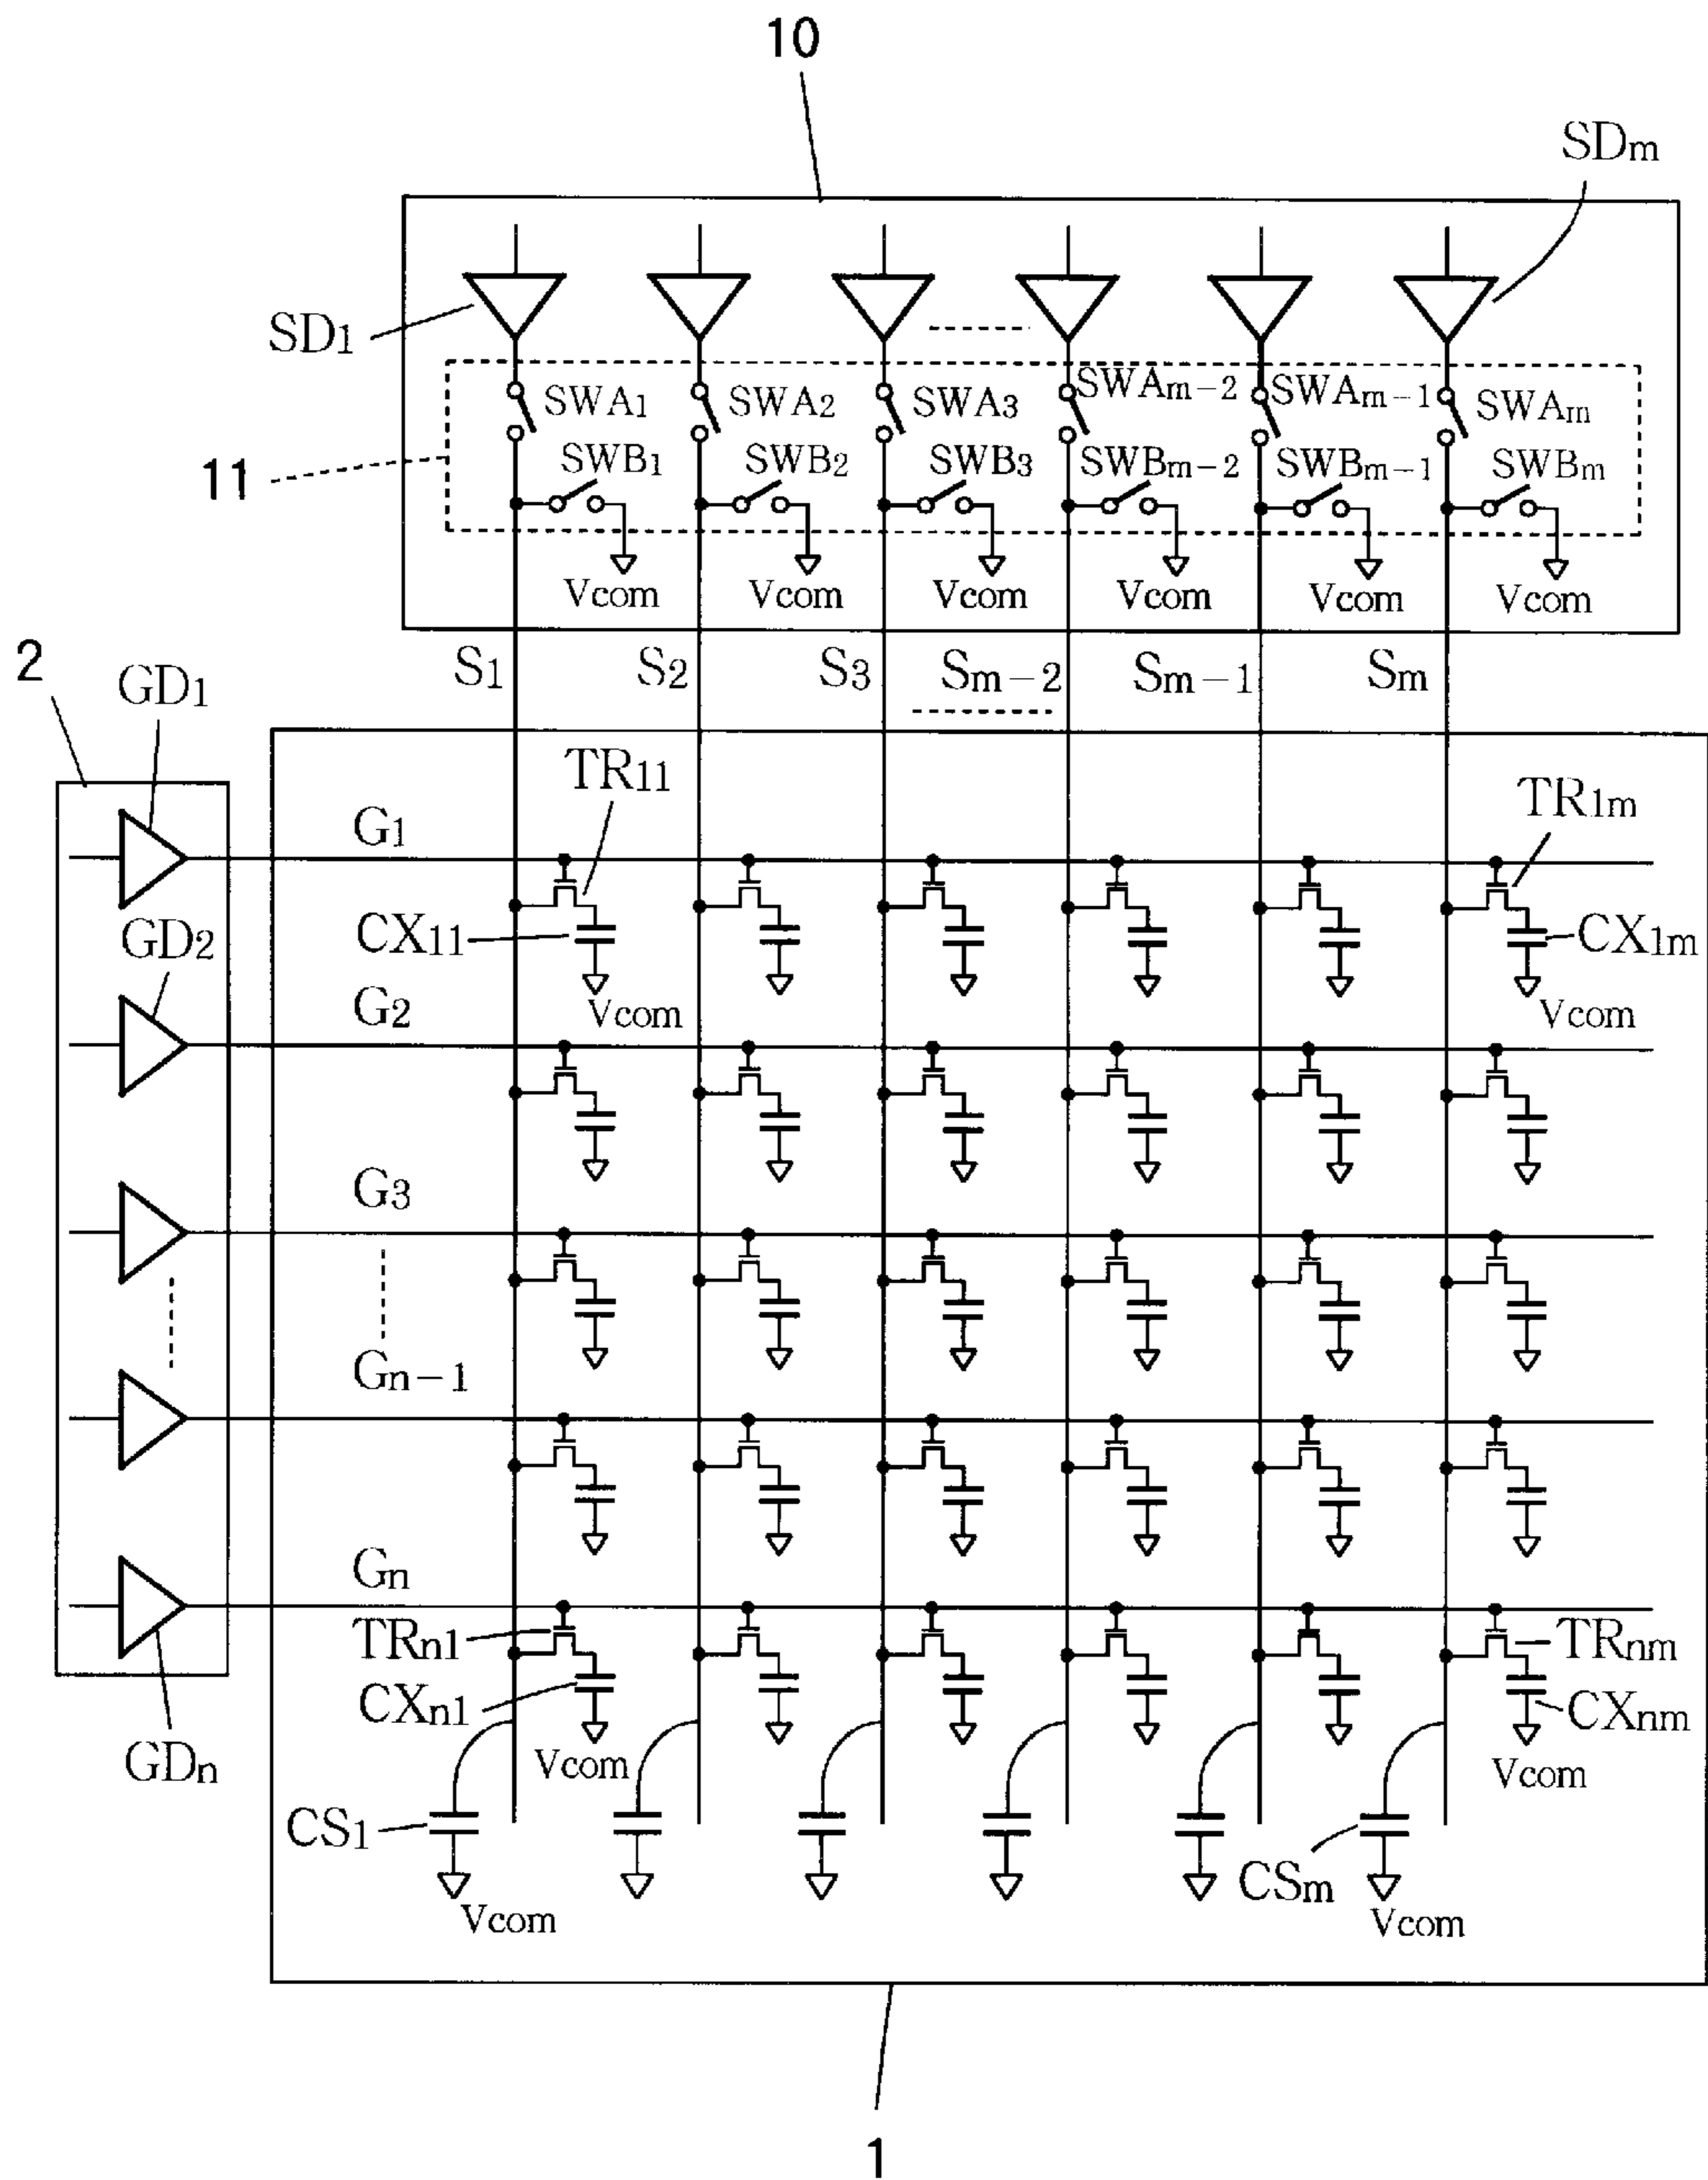 10
SDm
SD1
SWA1 SWA2 SWA3 SWAm-2 SWAm-1 SWAm
SWB1 SWB2 SWB3 SWBm-2 SWBm-1 SWBm
11
Vcom Vcom Vcom Vcom Vcom Vcom
2
S1 S2 S3 Sm-2 Sm-1 Sm
GD1
TR11
TR1m
G1
GD2
CX11
CX1m
G2
Vcom
Vcom
G3
Gn-1
Gn
TRn1
TRnm
CXn1
CXnm
GDn
Vcom
Vcom
CS1
CSm
Vcom
Vcom
1